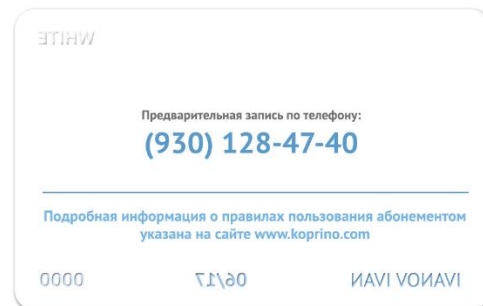 WHITE
Предварительная запись по телефону:
(930) 128-47-40
Подробная информация о правилах пользования абонементом
указана на сайте www.koprino.com
0000 06/17 IVANOV IVAN